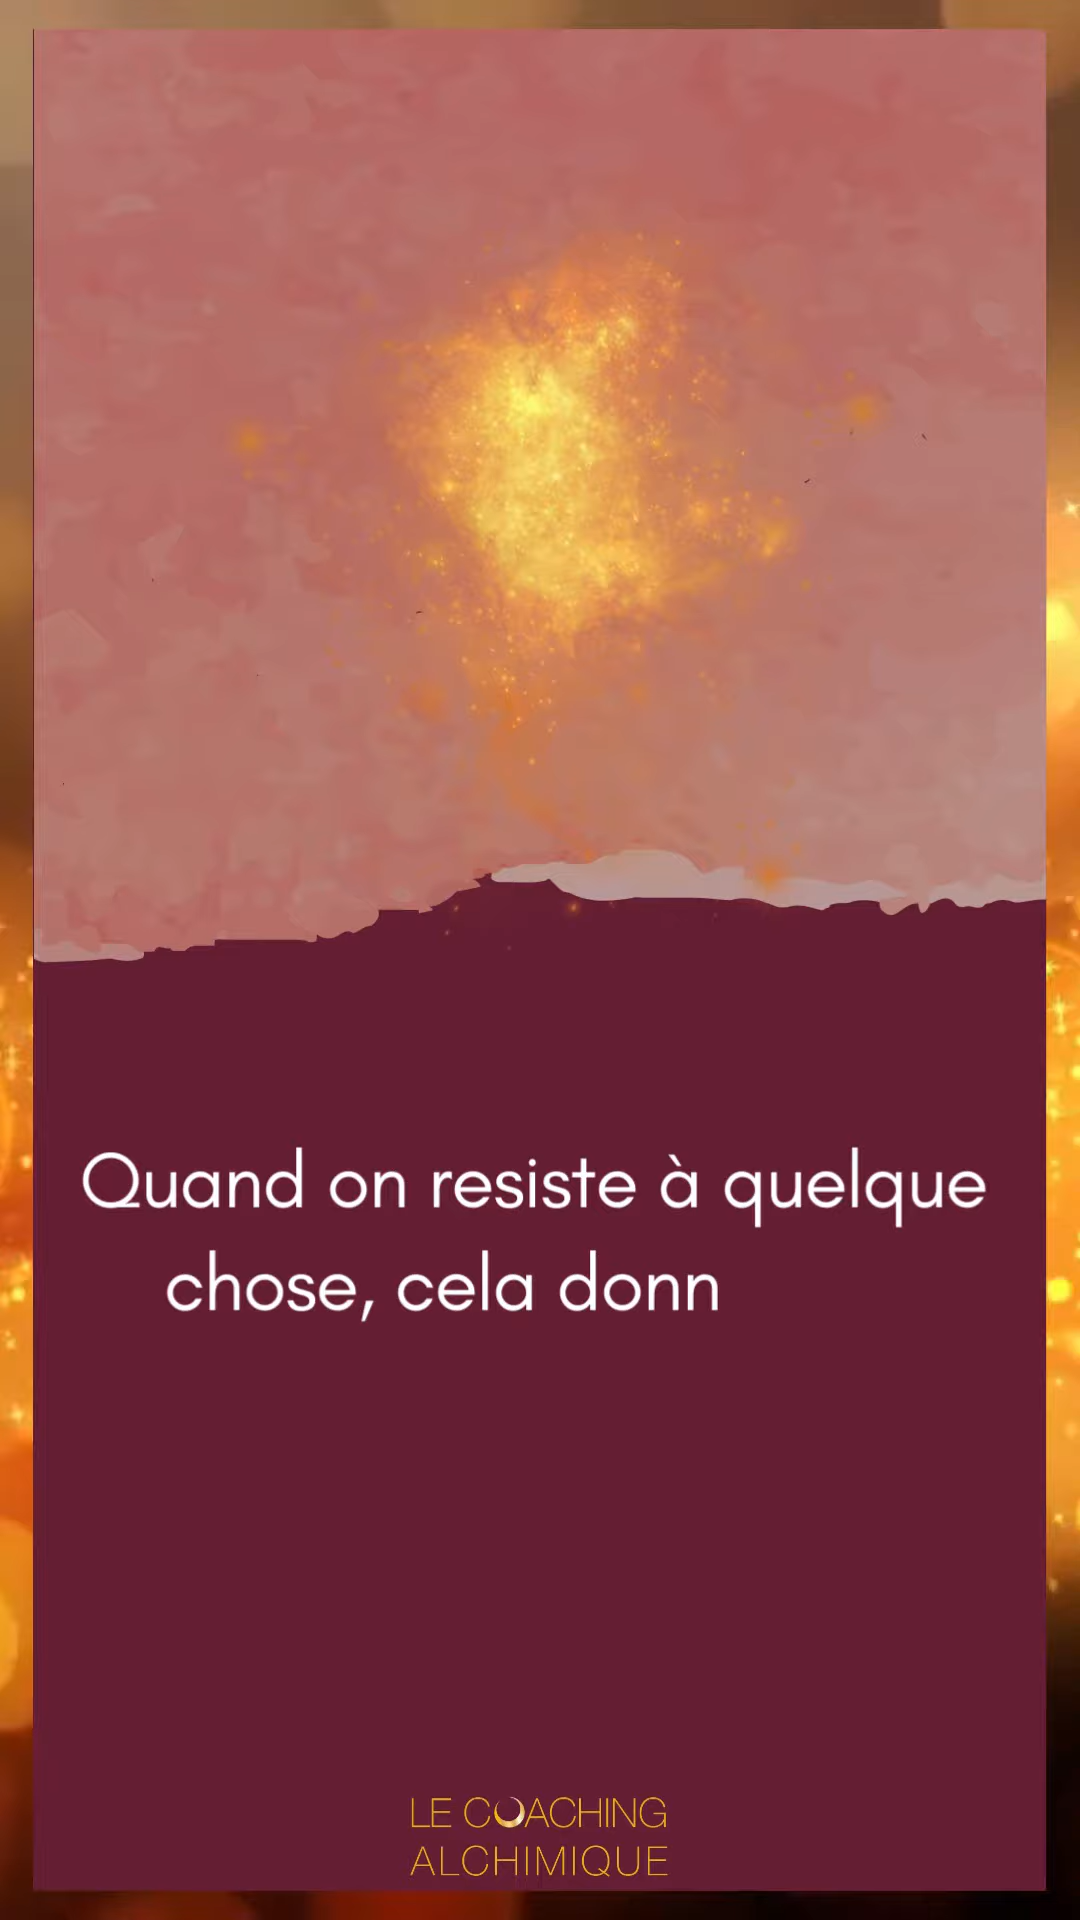 Quand on resiste à quelque
chose, cela donn
LE COACHING
ALCHIMIQUE